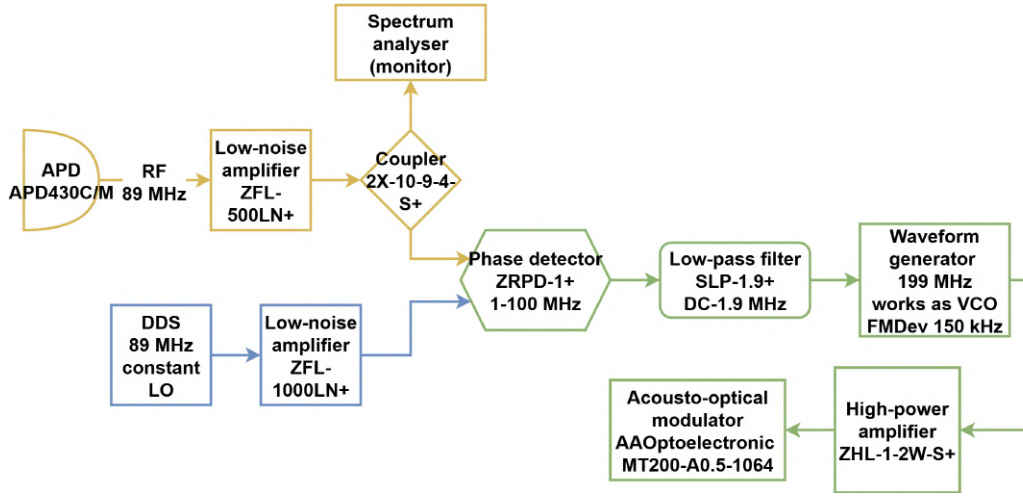 Spectrum
analyser
(monitor)
APD
APD430C/M
RF
89 MHz
Low-noise
amplifier
ZFL-
500LN+
Coupler
2X-10-9-4-
S+
Phase detector
ZRPD-1+
1-100 MHz
Low-pass filter
SLP-1.9+
DC-1.9 MHz
Waveform
generator
199 MHz
works as VCO
FMDev 150 kHz
DDS
89 MHz
constant
LO
Low-noise
amplifier
ZFL-
1000LN+
Acousto-optical
modulator
AAOptoelectronic
MT200-A0.5-1064
High-power
amplifier
ZHL-1-2W-S+